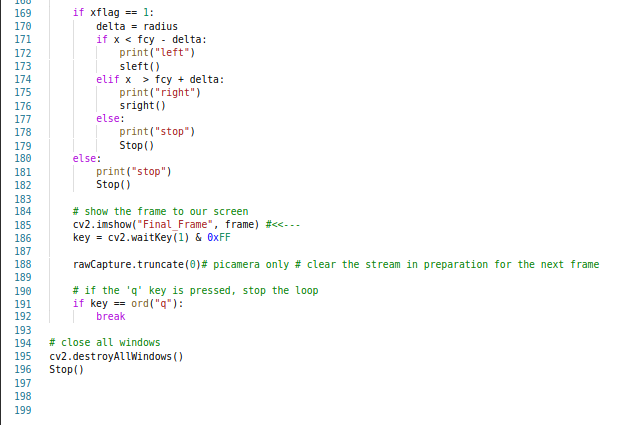 168
169 if xflag == 1:
170 delta = radius
171 if x < fcy - delta:
172 print("left")
173 sleft()
174 elif x > fcy + delta:
175 print("right")
176 sright()
177 else:
178 print("stop")
179 Stop()
180 else:
181 print("stop")
182 Stop()
183
184 # show the frame to our screen
185 cv2.imshow("Final_Frame", frame) #<<---
186 key = cv2.waitKey(1) & 0xFF
187
188 rawCapture.truncate(0)# picamera only # clear the stream in preparation for the next frame
189
190 # if the 'q' key is pressed, stop the loop
191 if key == ord("q"):
192 break
193
194 # close all windows
195 cv2.destroyAllWindows()
196 Stop()
197
198
199